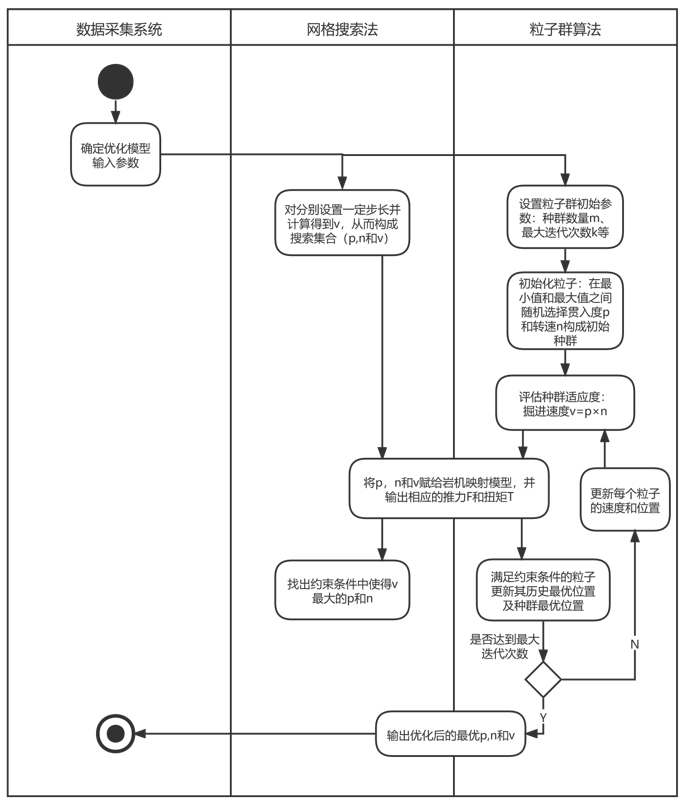 数据采集系统
网格搜索法
粒子群算法
确定优化模型
输入参数
对分别设置一定步长并
计算得到v，从而构成
搜索集合（p,n和v）
设置粒子群初始参
数：种群数量m、
最大迭代次数k等
初始化粒子：在最
小值和最大值之间
随机选择贯入度p
和转速n构成初始
种群
评估种群适应度：
掘进速度v=p×n
将p，n和v赋给岩机映射模型，并
输出相应的推力F和扭矩T
更新每个粒子
的速度和位置
找出约束条件中使得v
最大的p和n
满足约束条件的粒子
更新其历史最优位置
及种群最优位置
是否达到最大
迭代次数
N
Y
输出优化后的最优p,n和v